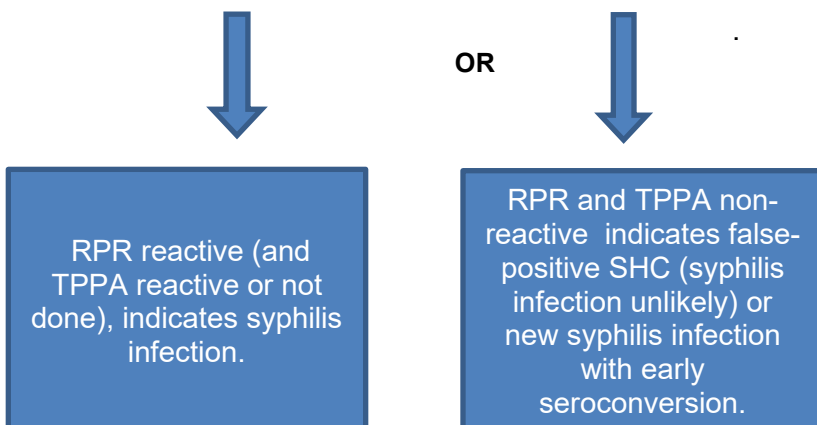 .
OR
RPR reactive (and
TPPA reactive or not
done), indicates syphilis
infection.
RPR and TPPA non-
reactive  indicates false-
positive SHC (syphilis
infection unlikely) or
new syphilis infection
with early
seroconversion.